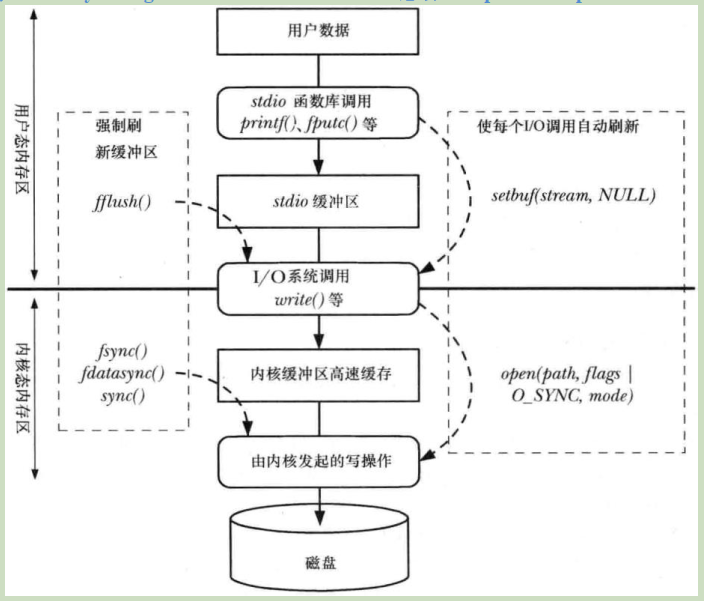 用户数据
stdio 函数库调用
printf()、fputc() 等
用户态内存区
强制刷
新缓冲区
使每个I/O调用自动刷新
fflush()
stdio 缓冲区
setbuf(stream, NULL)
I/O系统调用
write() 等
内核态内存区
fsync()
fdatasync()
sync()
内核缓冲区高速缓存
open(path, flags |
O_SYNC, mode)
由内核发起的写操作
磁盘